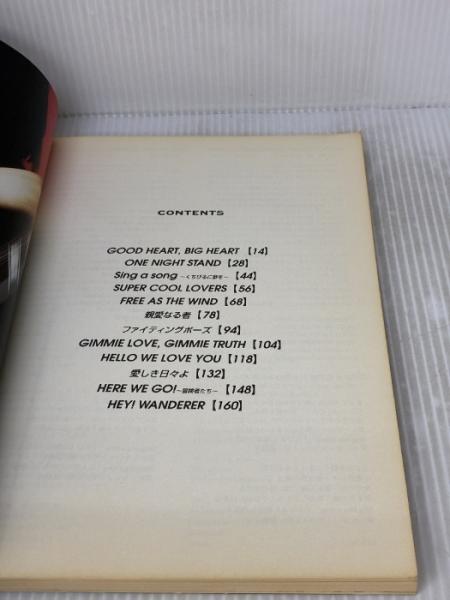 CONTENTS
GOOD HEART, BIG HEART【14】
ONE NIGHT STAND【28】
Sing a song ～くちびるに歌を～【44】
SUPER COOL LOVERS【56】
FREE AS THE WIND【68】
親愛なる者【78】
ファイティングポーズ【94】
GIMMIE LOVE, GIMMIE TRUTH【104】
HELLO WE LOVE YOU【118】
愛しき日々よ【132】
HERE WE GO!～冒険者たち～【148】
HEY! WANDERER【160】